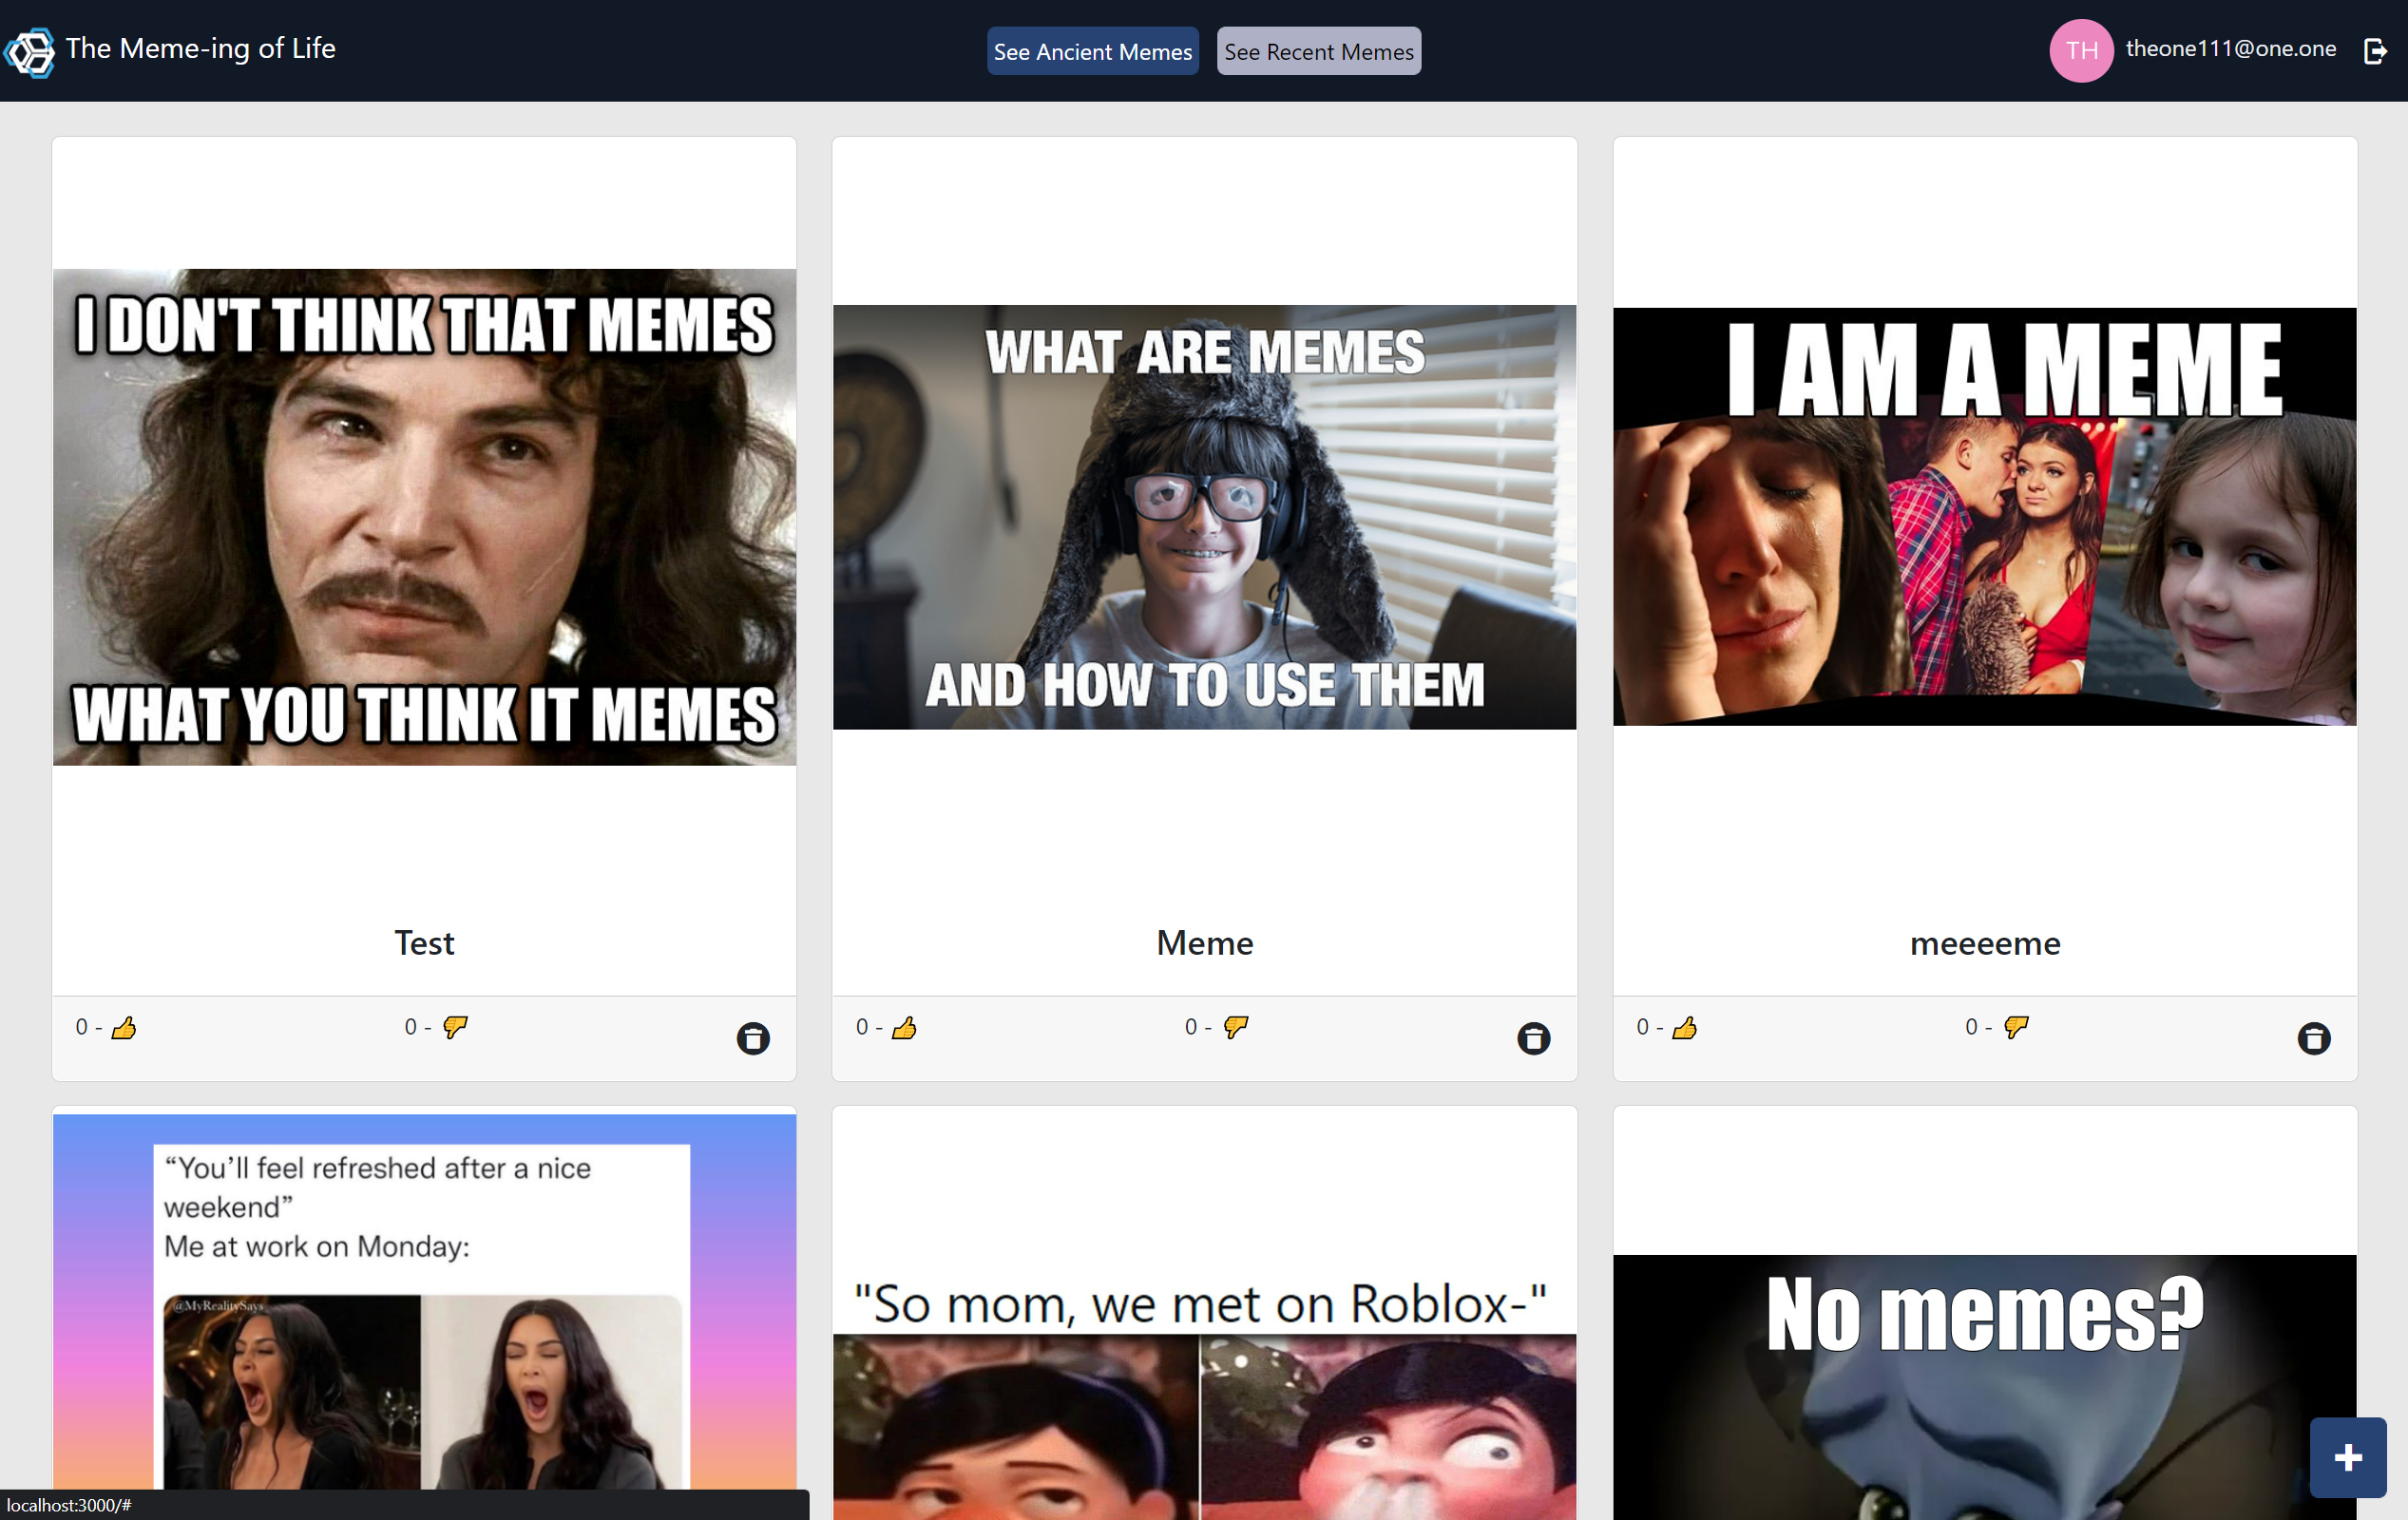 The Meme-ing of Life
See Ancient Memes
See Recent Memes
TH
theone111@one.one
I DON'T THINK THAT MEMES
WHAT YOU THINK IT MEMES
Test
0 -
0 -
WHAT ARE MEMES
AND HOW TO USE THEM
Meme
0 -
0 -
I AM A MEME
meeeeme
0 -
0 -
“You’ll feel refreshed after a nice
weekend”
Me at work on Monday:
@MyRealitySays
"So mom, we met on Roblox-"
No memes?
+
localhost:3000/#